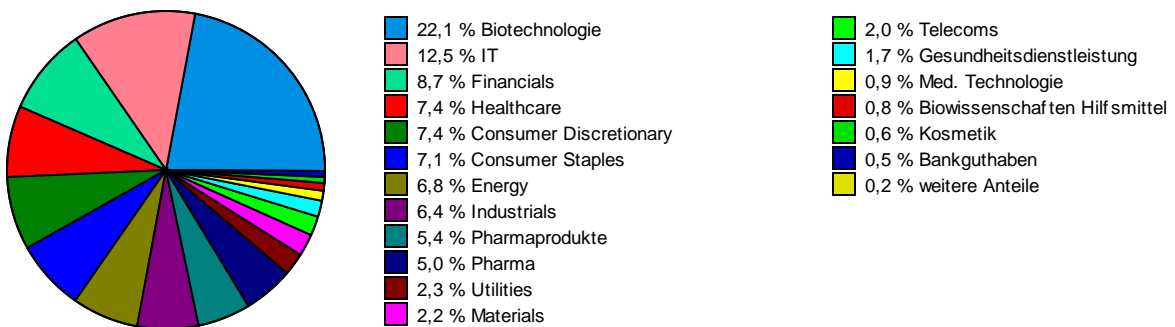 22,1 % Biotechnologie
12,5 % IT
8,7 % Financials
7,4 % Healthcare
7,4 % Consumer Discretionary
7,1 % Consumer Staples
6,8 % Energy
6,4 % Industrials
5,4 % Pharmaprodukte
5,0 % Pharma
2,3 % Utilities
2,2 % Materials
2,0 % Telecoms
1,7 % Gesundheitsdienstleistung
0,9 % Med. Technologie
0,8 % Biowissenschaften Hilfsmittel
0,6 % Kosmetik
0,5 % Bankguthaben
0,2 % weitere Anteile